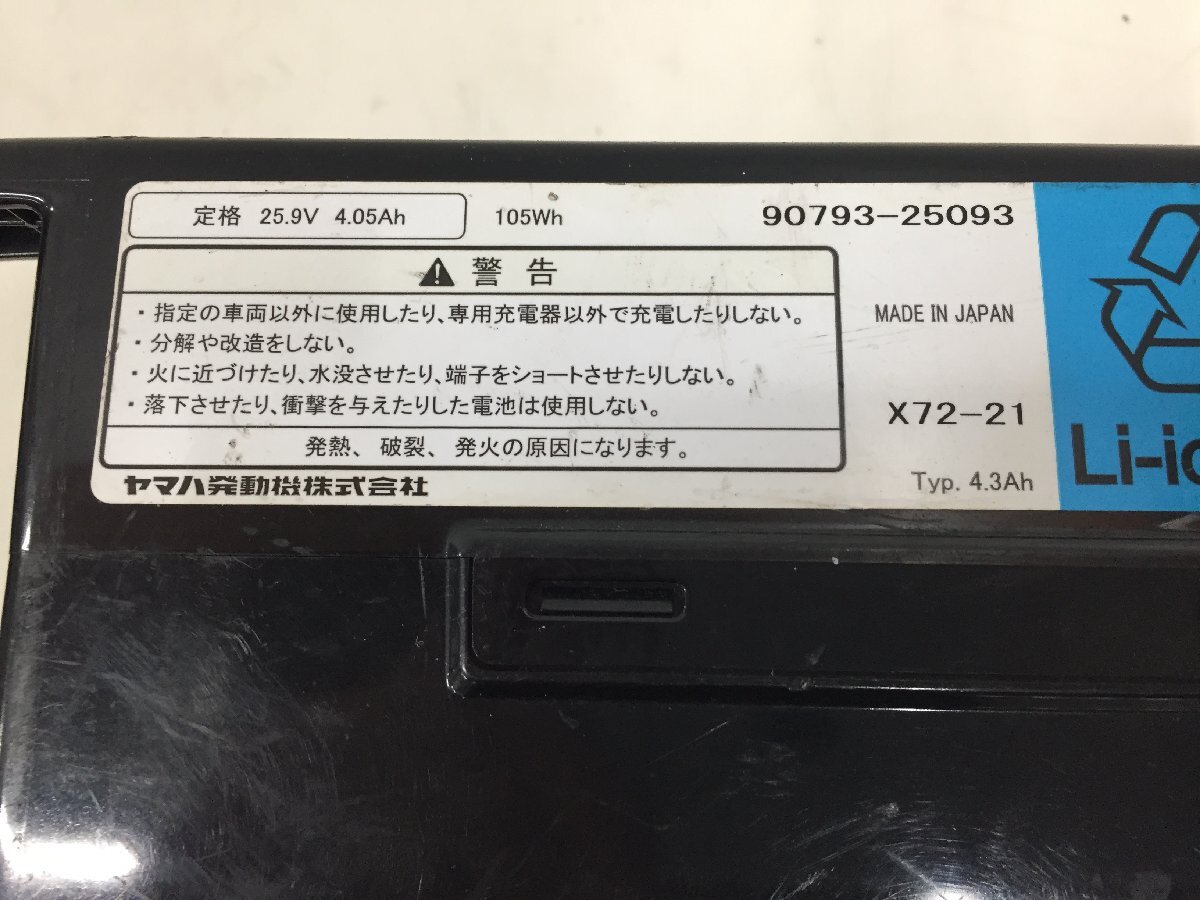 定格 25.9V 4.05Ah 105Wh 90793-25093
⚠ 警告
・指定の車両以外に使用したり、専用充電器以外で充電したりしない。
・分解や改造をしない。
・火に近づけたり、水没させたり、端子をショートさせたりしない。
・落下させたり、衝撃を与えたりした電池は使用しない。
発熱、破裂、発火の原因になります。
ヤマハ発動機株式会社
MADE IN JAPAN
X72-21
Typ. 4.3Ah